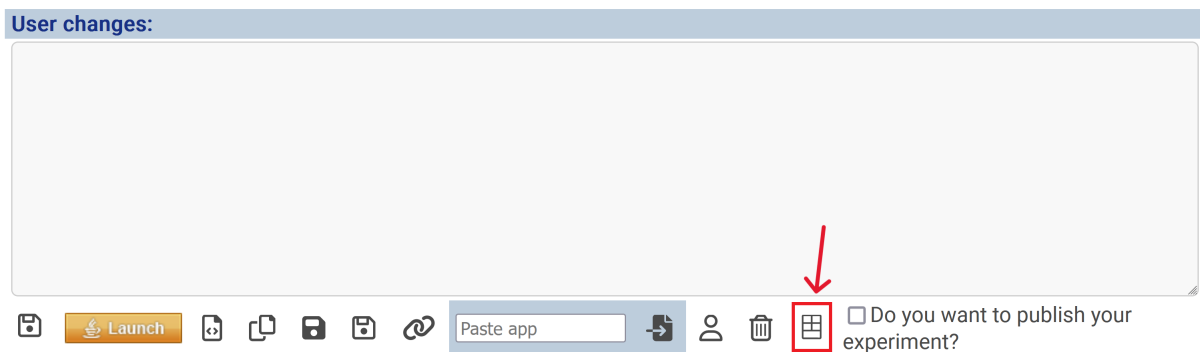 User changes:
Launch
Paste app
Do you want to publish your
experiment?